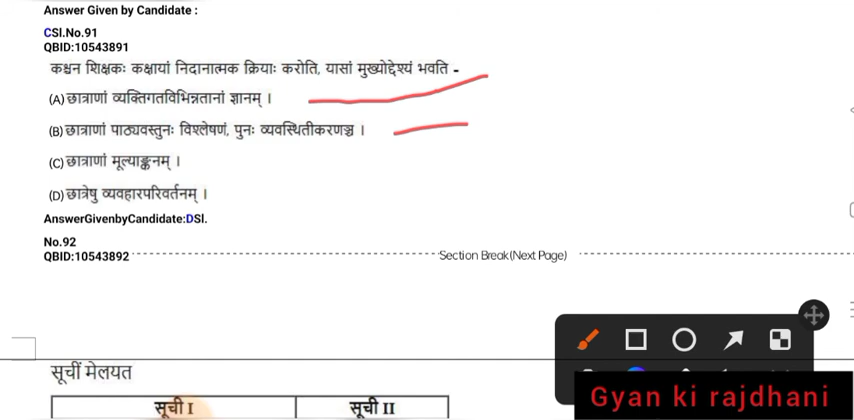 Answer Given by Candidate :
CSl.No.91
QBID:10543891
कश्चन शिक्षकः कक्षायां निदानात्मक क्रियाः करोति, यासां मुख्योद्देश्यं भवति -
(A) छात्राणां व्यक्तिगतविभिन्नतानां ज्ञानम् ।
(B) छात्राणां पाठ्यवस्तुनः विश्लेषणं, पुनः व्यवस्थितीकरणञ्च ।
(C) छात्राणां मूल्याङ्कनम् ।
(D) छात्रेषु व्यवहारपरिवर्तनम् ।
AnswerGivenbyCandidate:DSl.
No.92
QBID:10543892
Section Break(Next Page)
सूचीं मेलयत
सूची I सूची II
Gyan ki rajdhani